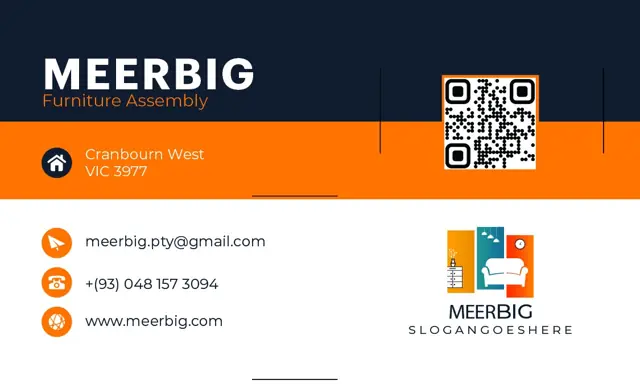 MEERBIG
Furniture Assembly
Cranbourn West
VIC 3977
meerbig.pty@gmail.com
+(93) 048 157 3094
www.meerbig.com
MEERBIG
SLOGANGOESHERE